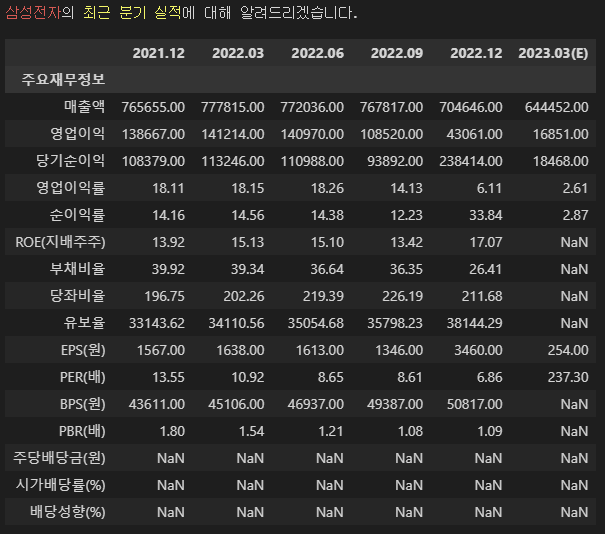 삼성전자의 최근 분기 실적에 대해 알려드리겠습니다.
2021.12 2022.03 2022.06 2022.09 2022.12 2023.03(E)
주요재무정보
매출액 765655.00 777815.00 772036.00 767817.00 704646.00 644452.00
영업이익 138667.00 141214.00 140970.00 108520.00 43061.00 16851.00
당기순이익 108379.00 113246.00 110988.00 93892.00 238414.00 18468.00
영업이익률 18.11 18.15 18.26 14.13 6.11 2.61
순이익률 14.16 14.56 14.38 12.23 33.84 2.87
ROE(지배주주) 13.92 15.13 15.10 13.42 17.07 NaN
부채비율 39.92 39.34 36.64 36.35 26.41 NaN
당좌비율 196.75 202.26 219.39 226.19 211.68 NaN
유보율 33143.62 34110.56 35054.68 35798.23 38144.29 NaN
EPS(원) 1567.00 1638.00 1613.00 1346.00 3460.00 254.00
PER(배) 13.55 10.92 8.65 8.61 6.86 237.30
BPS(원) 43611.00 45106.00 46937.00 49387.00 50817.00 NaN
PBR(배) 1.80 1.54 1.21 1.08 1.09 NaN
주당배당금(원) NaN NaN NaN NaN NaN NaN
시가배당률(%) NaN NaN NaN NaN NaN NaN
배당성향(%) NaN NaN NaN NaN NaN NaN